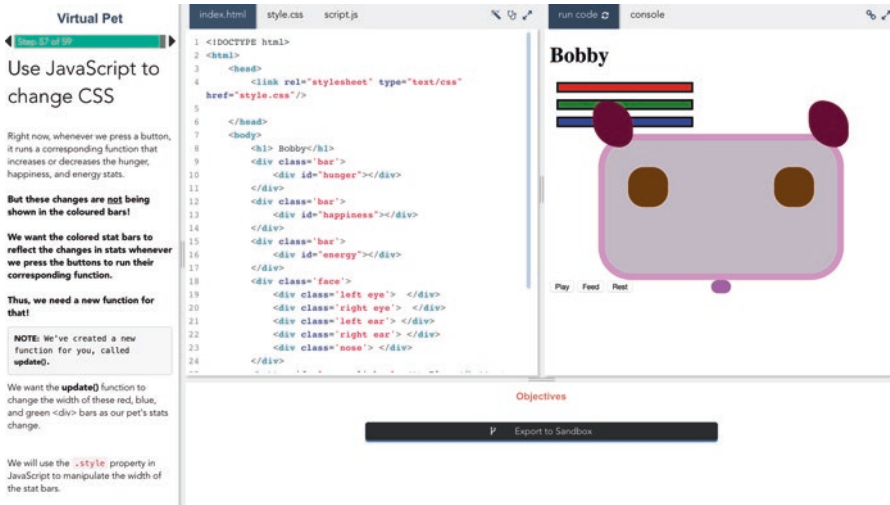 Virtual Pet
Step 57 of 59
Use JavaScript to
change CSS
Right now, whenever we press a button,
it runs a corresponding function that
increases or decreases the hunger,
happiness, and energy stats.
But these changes are not being
shown in the coloured bars!
We want the colored stat bars to
reflect the changes in stats whenever
we press the buttons to run their
corresponding function.
Thus, we need a new function for
that!
NOTE: We've created a new
function for you, called
update().
We want the update() function to
change the width of these red, blue,
and green <div> bars as our pet's stats
change.
We will use the .style property in
JavaScript to manipulate the width of
the stat bars.
index.html style.css script.js
1 <!DOCTYPE html>
2 <html>
3 <head>
4 <link rel="stylesheet" type="text/css"
href="style.css"/>
5
6 </head>
7 <body>
8 <h1> Bobby</h1>
9 <div class='bar'>
10 <div id="hunger"></div>
11 </div>
12 <div class='bar'>
13 <div id="happiness"></div>
14 </div>
15 <div class='bar'>
16 <div id="energy"></div>
17 </div>
18 <div class='face'>
19 <div class='left eye'> </div>
20 <div class='right eye'> </div>
21 <div class='left ear'> </div>
22 <div class='right ear'> </div>
23 <div class='nose'> </div>
24 </div>
run code console
Bobby
Play Feed Rest
Objectives
Export to Sandbox